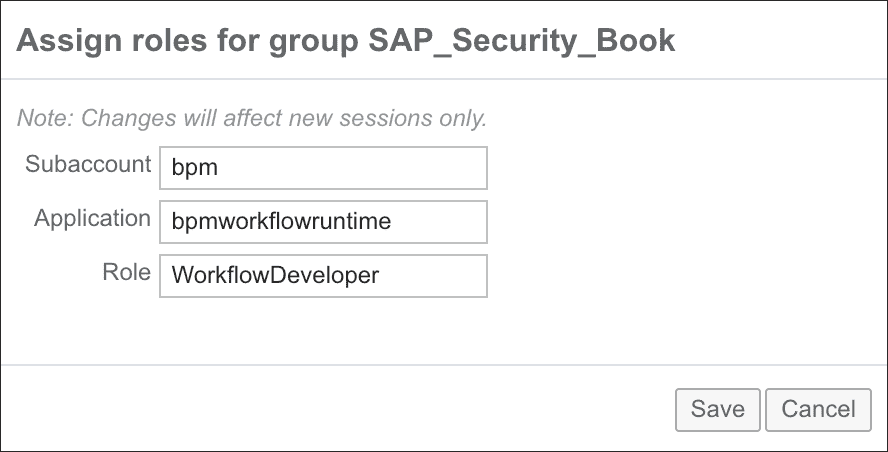 Assign roles for group SAP_Security_Book
Note: Changes will affect new sessions only.
Subaccount bpm
Application bpmworkflowruntime
Role WorkflowDeveloper
Save Cancel